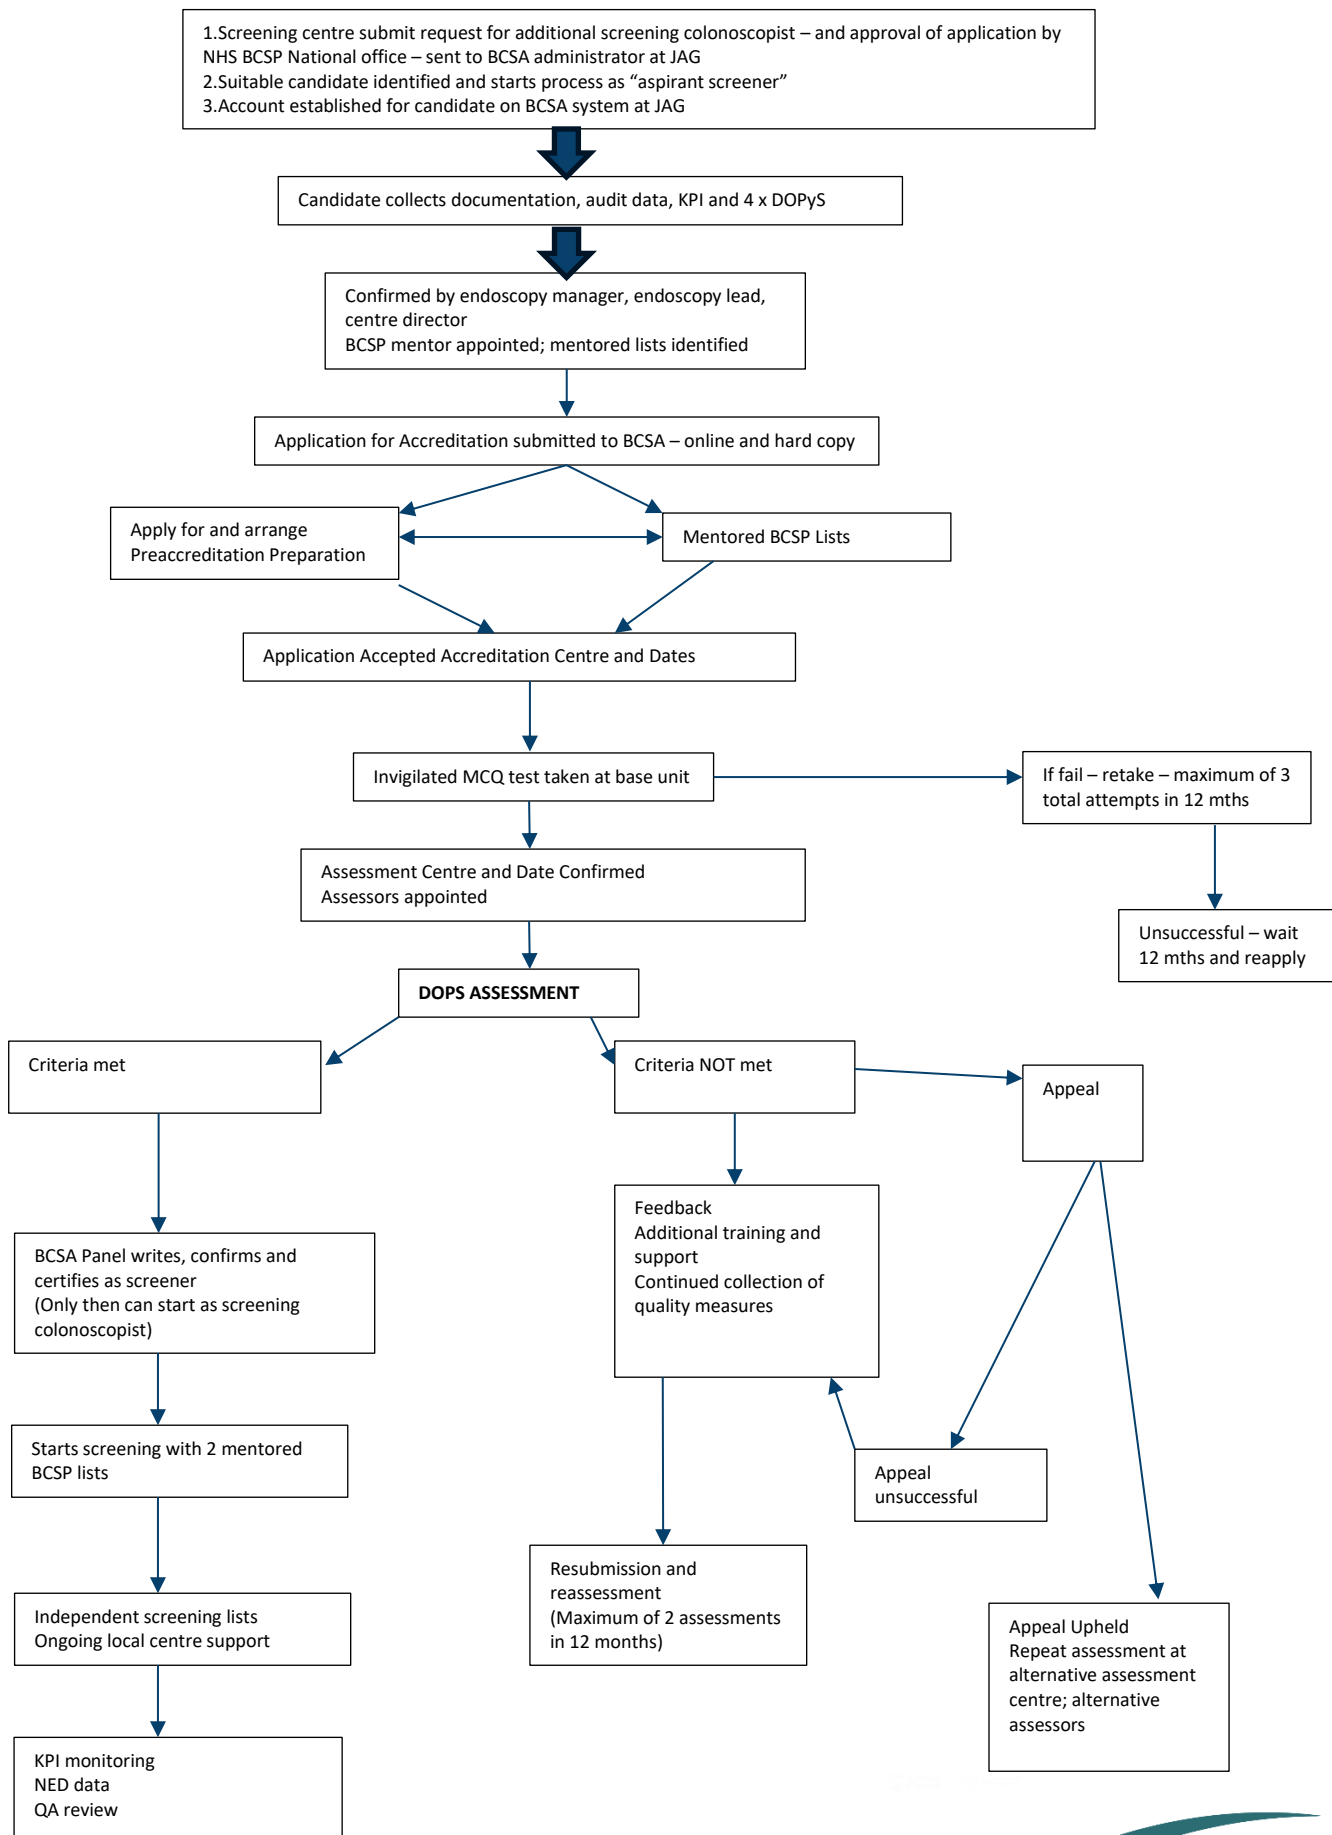 1.Screening centre submit request for additional screening colonoscopist – and approval of application by
NHS BCSP National office – sent to BCSA administrator at JAG
2.Suitable candidate identified and starts process as “aspirant screener”
3.Account established for candidate on BCSA system at JAG
Candidate collects documentation, audit data, KPI and 4 x DOPyS
Confirmed by endoscopy manager, endoscopy lead,
centre director
BCSP mentor appointed; mentored lists identified
Application for Accreditation submitted to BCSA – online and hard copy
Apply for and arrange
Preaccreditation Preparation
Mentored BCSP Lists
Application Accepted Accreditation Centre and Dates
Invigilated MCQ test taken at base unit
If fail – retake – maximum of 3
total attempts in 12 mths
Assessment Centre and Date Confirmed
Assessors appointed
Unsuccessful – wait
12 mths and reapply
DOPS ASSESSMENT
Criteria met
Criteria NOT met
Appeal
Feedback
Additional training and
support
Continued collection of
quality measures
BCSA Panel writes, confirms and
certifies as screener
(Only then can start as screening
colonoscopist)
Starts screening with 2 mentored
BCSP lists
Appeal
unsuccessful
Resubmission and
reassessment
(Maximum of 2 assessments
in 12 months)
Independent screening lists
Ongoing local centre support
Appeal Upheld
Repeat assessment at
alternative assessment
centre; alternative
assessors
KPI monitoring
NED data
QA review